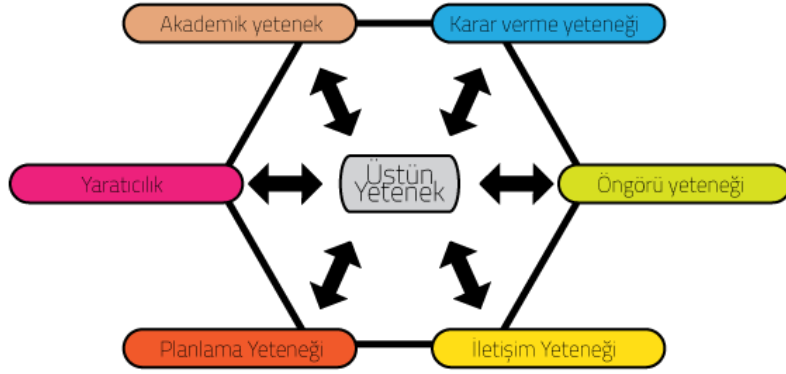 Akademik yetenek
Karar verme yeteneği
Yaratıcılık
Üstün
Yetenek
Öngörü yeteneği
Planlama Yeteneği
İletişim Yeteneği